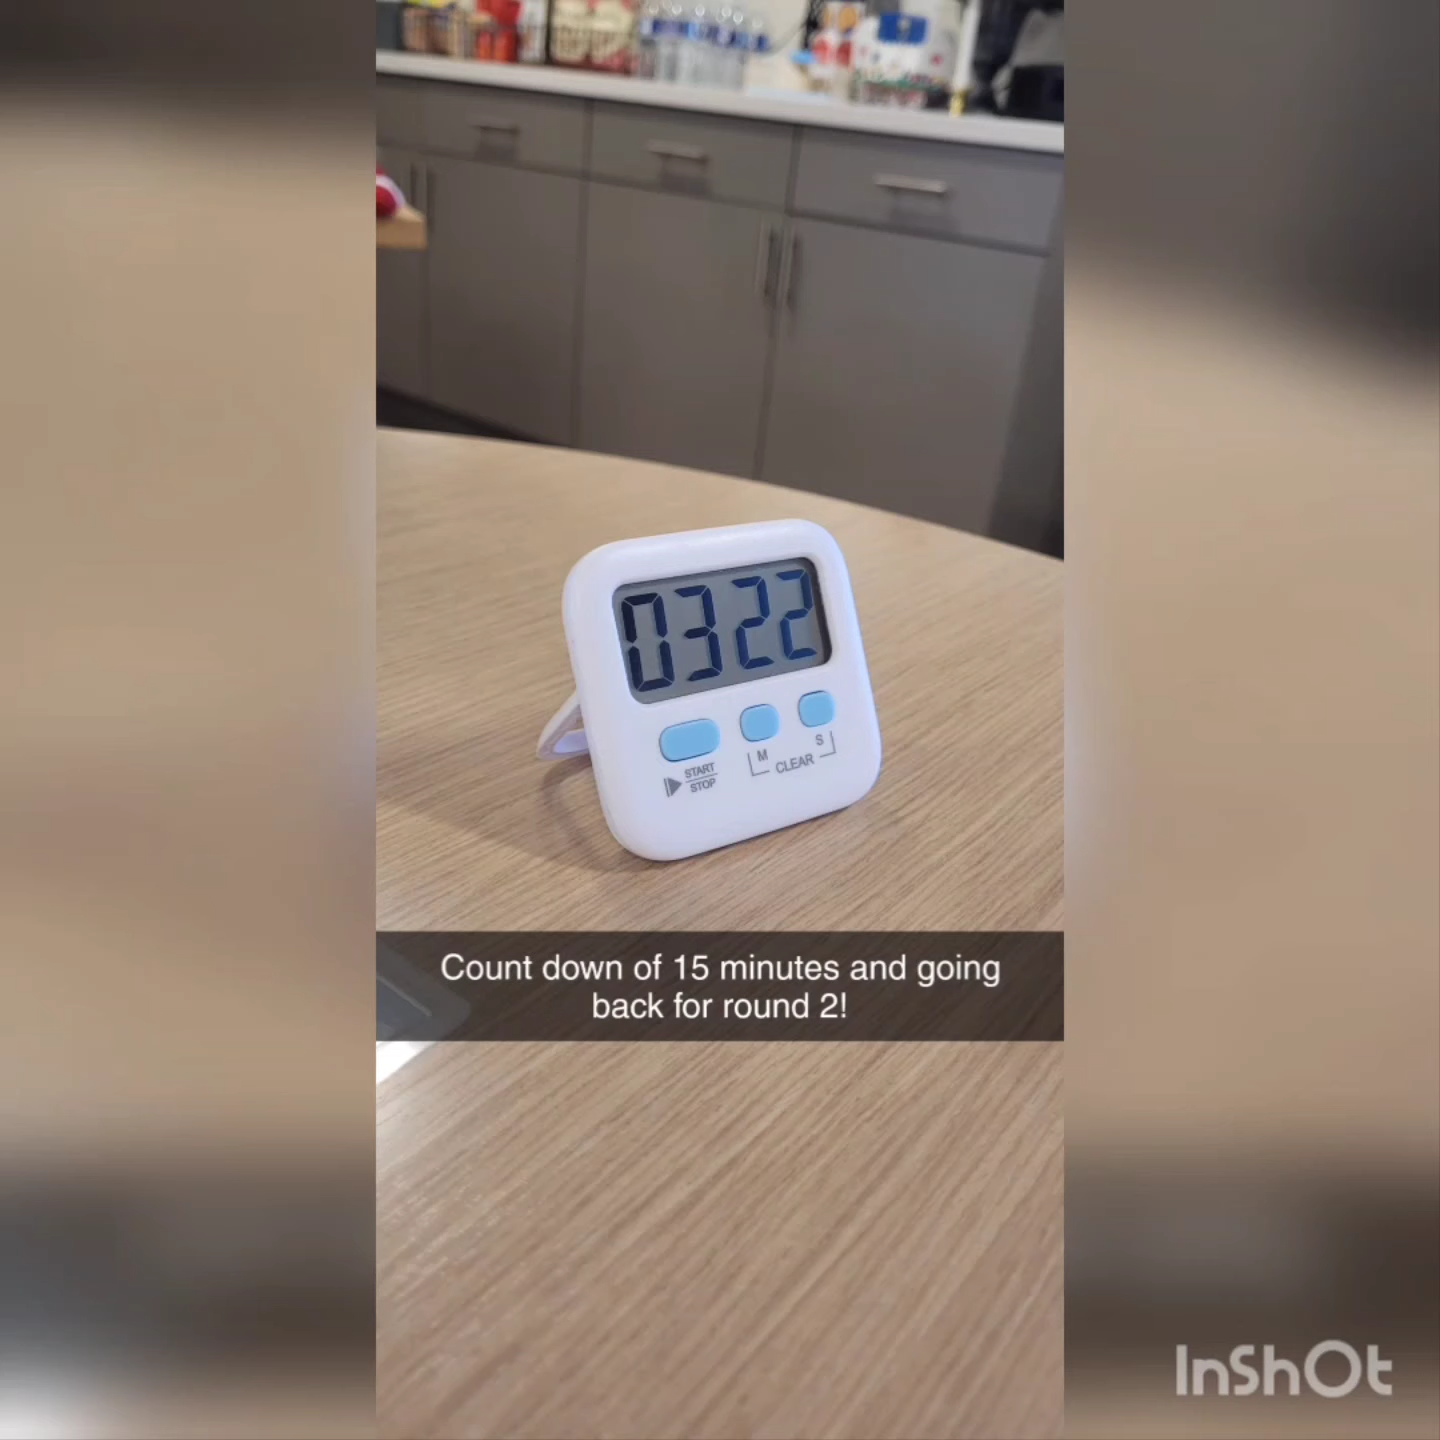 0322
START
STOP
M
S
CLEAR
Count down of 15 minutes and going
back for round 2!
InShOt